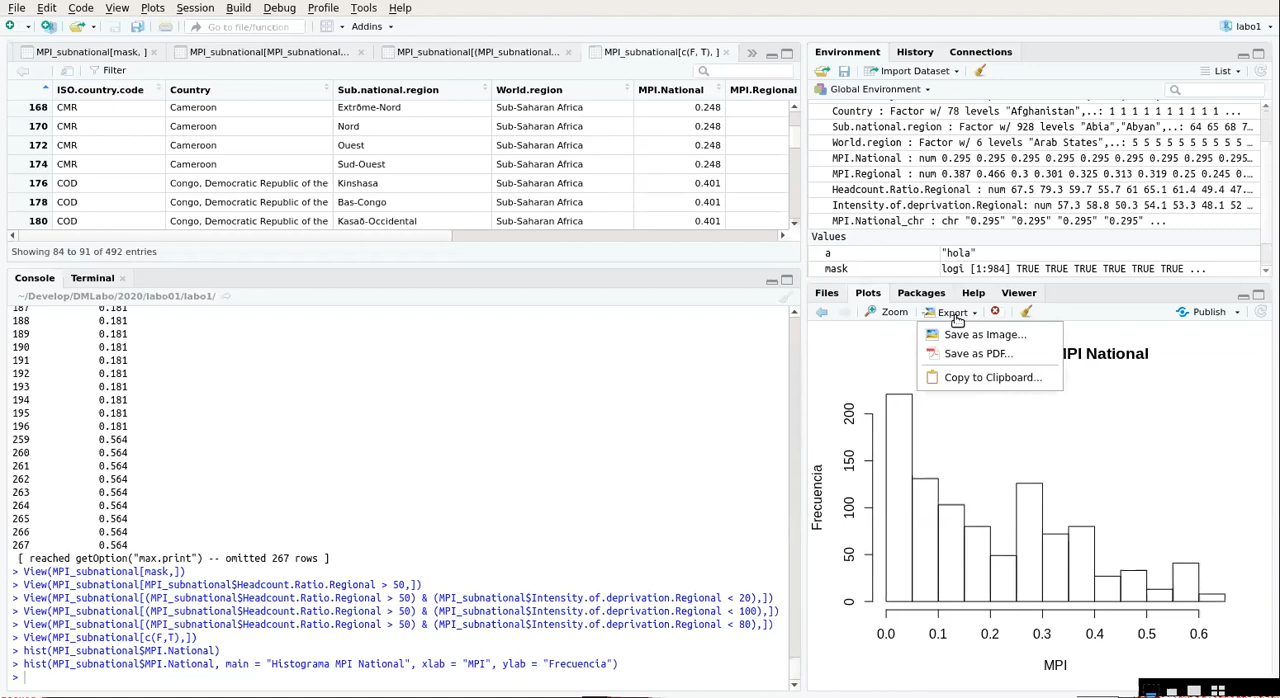 File Edit Code View Plots Session Build Debug Profile Tools Help
Go to file/function Addins labo1
MPI_subnational[mask, ] MPI_subnational[MPI_subnational... MPI_subnational[(MPI_subnational... MPI_subnational[c(F, T), ]
Filter
ISO.country.code Country Sub.national.region World.region MPI.National MPI.Regional
168 CMR Cameroon Extrôme-Nord Sub-Saharan Africa 0.248
170 CMR Cameroon Nord Sub-Saharan Africa 0.248
172 CMR Cameroon Ouest Sub-Saharan Africa 0.248
174 CMR Cameroon Sud-Ouest Sub-Saharan Africa 0.248
176 COD Congo, Democratic Republic of the Kinshasa Sub-Saharan Africa 0.401
178 COD Congo, Democratic Republic of the Bas-Congo Sub-Saharan Africa 0.401
180 COD Congo, Democratic Republic of the Kasað-Occidental Sub-Saharan Africa 0.401
Showing 84 to 91 of 492 entries
Console Terminal
~/Develop/DMLabo/2020/labo01/labo1/
187 0.181
188 0.181
189 0.181
190 0.181
191 0.181
192 0.181
193 0.181
194 0.181
195 0.181
196 0.181
259 0.564
260 0.564
261 0.564
262 0.564
263 0.564
264 0.564
265 0.564
266 0.564
267 0.564
[ reached getOption("max.print") -- omitted 267 rows ]
> View(MPI_subnational[mask,])
> View(MPI_subnational[MPI_subnational$Headcount.Ratio.Regional > 50,])
> View(MPI_subnational[(MPI_subnational$Headcount.Ratio.Regional > 50) & (MPI_subnational$Intensity.of.deprivation.Regional < 20),])
> View(MPI_subnational[(MPI_subnational$Headcount.Ratio.Regional > 50) & (MPI_subnational$Intensity.of.deprivation.Regional < 100),])
> View(MPI_subnational[(MPI_subnational$Headcount.Ratio.Regional > 50) & (MPI_subnational$Intensity.of.deprivation.Regional < 80),])
> View(MPI_subnational[c(F,T),])
> hist(MPI_subnational$MPI.National)
> hist(MPI_subnational$MPI.National, main = "Histograma MPI National", xlab = "MPI", ylab = "Frecuencia")
>
Environment History Connections
Import Dataset List
Global Environment
Country : Factor w/ 78 levels "Afghanistan",..: 1 1 1 1 1 1 1 1 1 1 ...
Sub.national.region : Factor w/ 928 levels "Abia","Abyan",..: 64 65 68 7...
World.region : Factor w/ 6 levels "Arab States",..: 5 5 5 5 5 5 5 5 5 5 ...
MPI.National : num 0.295 0.295 0.295 0.295 0.295 0.295 0.295 0.295 0.295...
MPI.Regional : num 0.387 0.466 0.3 0.301 0.325 0.313 0.319 0.25 0.245 0...
Headcount.Ratio.Regional : num 67.5 79.3 59.7 55.7 61 65.1 61.4 49.4 47...
Intensity.of.deprivation.Regional: num 57.3 58.8 50.3 54.1 53.3 48.1 52 ...
MPI.National_chr : chr "0.295" "0.295" "0.295" "0.295" ...
Values
a "hola"
mask logi [1:984] TRUE TRUE TRUE TRUE TRUE TRUE ...
Files Plots Packages Help Viewer
Zoom Export Publish
Save as Image...
Save as PDF...
Copy to Clipboard...
MPI National
Frecuencia
200
150
100
50
0
0.0 0.1 0.2 0.3 0.4 0.5 0.6
MPI